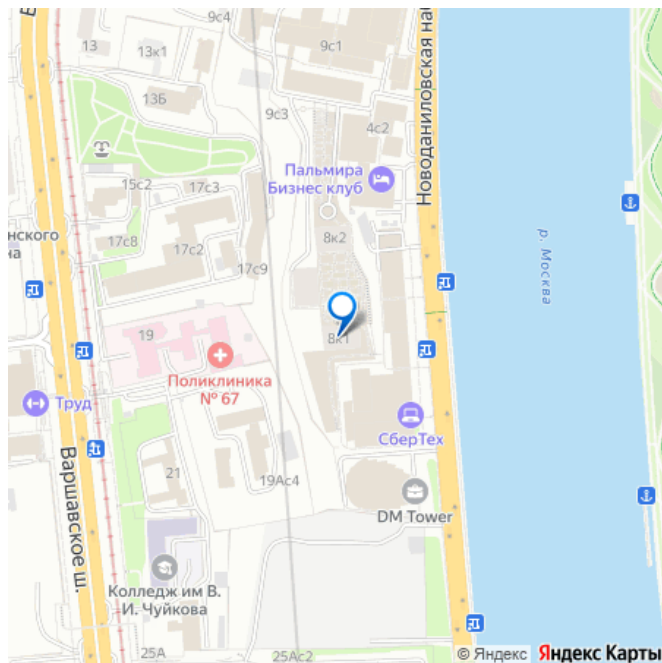 9с4
13
13к1
9с1
13Б
9с3
4с2
Новоданиловская наб
Пальмира
Бизнес клуб
15с2
17с3
нского
на
17с8
17с2
8к2
17с9
р. Москва
19
8к1
Поликлиника
№ 67
Труд
СберТех
Варшавское ш.
21
19Ас4
DM Tower
Колледж им В.
И. Чуйкова
25А
25Ас2
© Яндекс Яндекс Карты